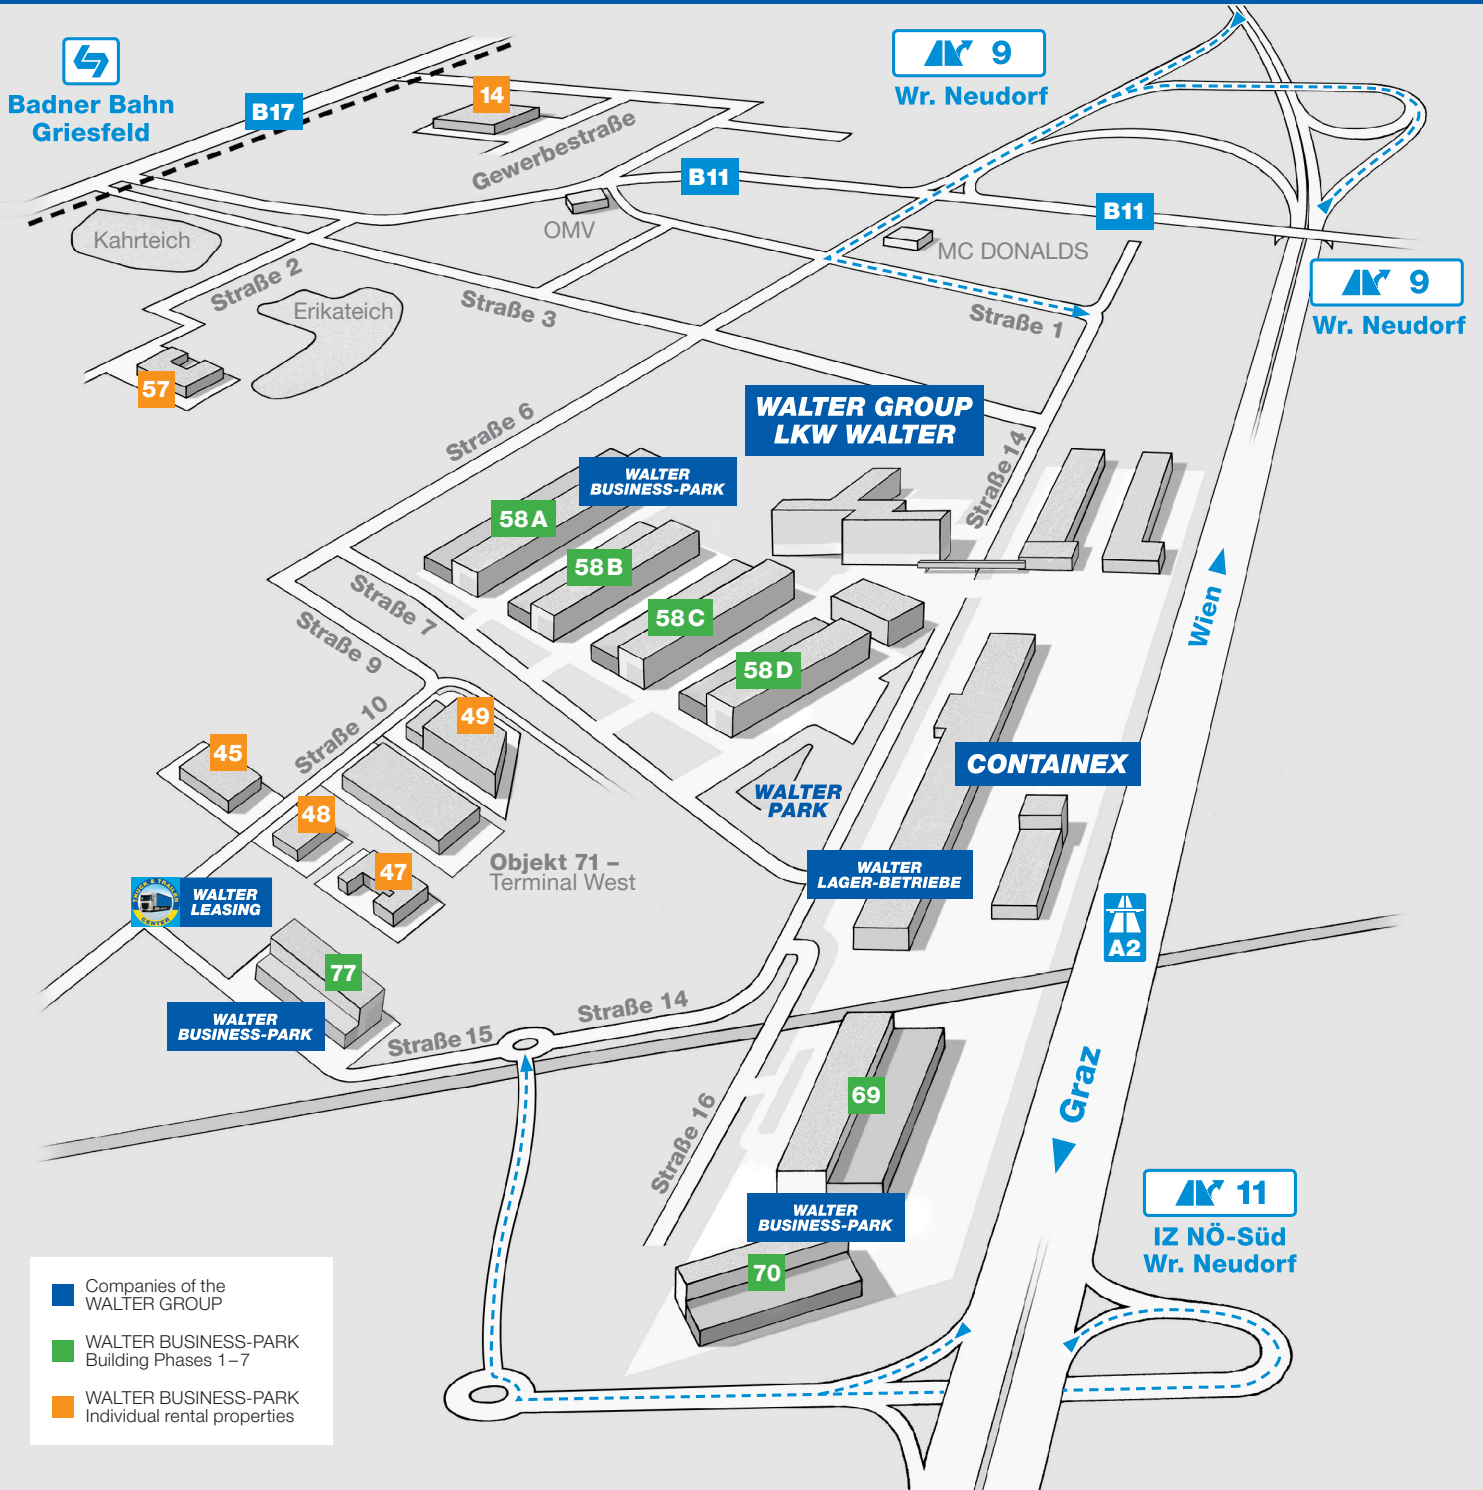 9
Wr. Neudorf
Badner Bahn
Griesfeld
B17
14
Gewerbestraße
B11
B11
OMV
MC DONALDS
Kahrteich
Straße 2
Erikateich
Straße 3
Straße 1
9
Wr. Neudorf
57
Straße 6
WALTER GROUP
LKW WALTER
Straße 14
WALTER
BUSINESS-PARK
58 A
58 B
58 C
58 D
Straße 7
Straße 9
Wien
Straße 10
49
45
48
47
CONTAINEX
WALTER
PARK
Objekt 71 –
Terminal West
WALTER
LAGER-BETRIEBE
TRUCK & TRAILER
CENTER
WALTER
LEASING
A2
77
WALTER
BUSINESS-PARK
Straße 15
Straße 14
69
Graz
Straße 16
WALTER
BUSINESS-PARK
70
11
IZ NÖ-Süd
Wr. Neudorf
Companies of the
WALTER GROUP
WALTER BUSINESS-PARK
Building Phases 1–7
WALTER BUSINESS-PARK
Individual rental properties